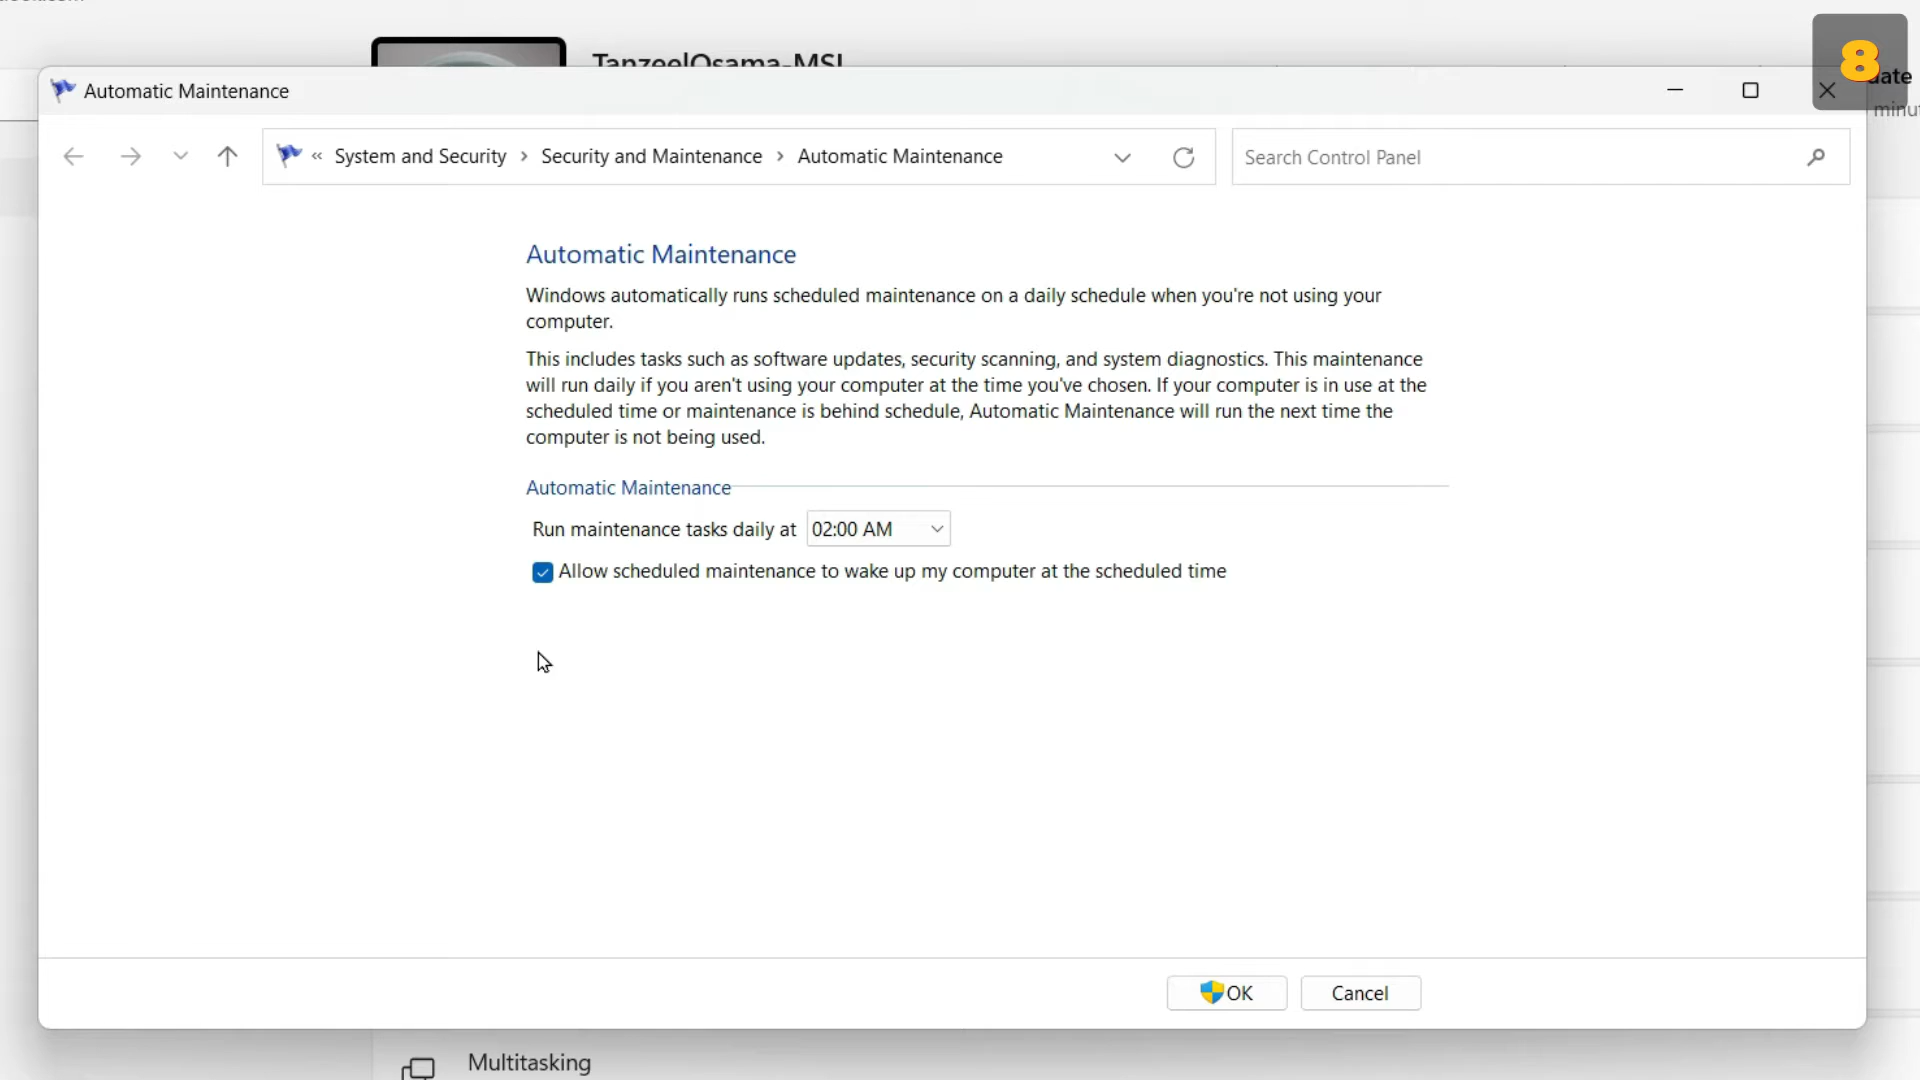 TanzeelOsama-MSI
8
Automatic Maintenance
minu
« System and Security > Security and Maintenance > Automatic Maintenance
Search Control Panel
Automatic Maintenance
Windows automatically runs scheduled maintenance on a daily schedule when you're not using your
computer.
This includes tasks such as software updates, security scanning, and system diagnostics. This maintenance
will run daily if you aren't using your computer at the time you've chosen. If your computer is in use at the
scheduled time or maintenance is behind schedule, Automatic Maintenance will run the next time the
computer is not being used.
Automatic Maintenance
Run maintenance tasks daily at 02:00 AM
Allow scheduled maintenance to wake up my computer at the scheduled time
OK Cancel
Multitasking